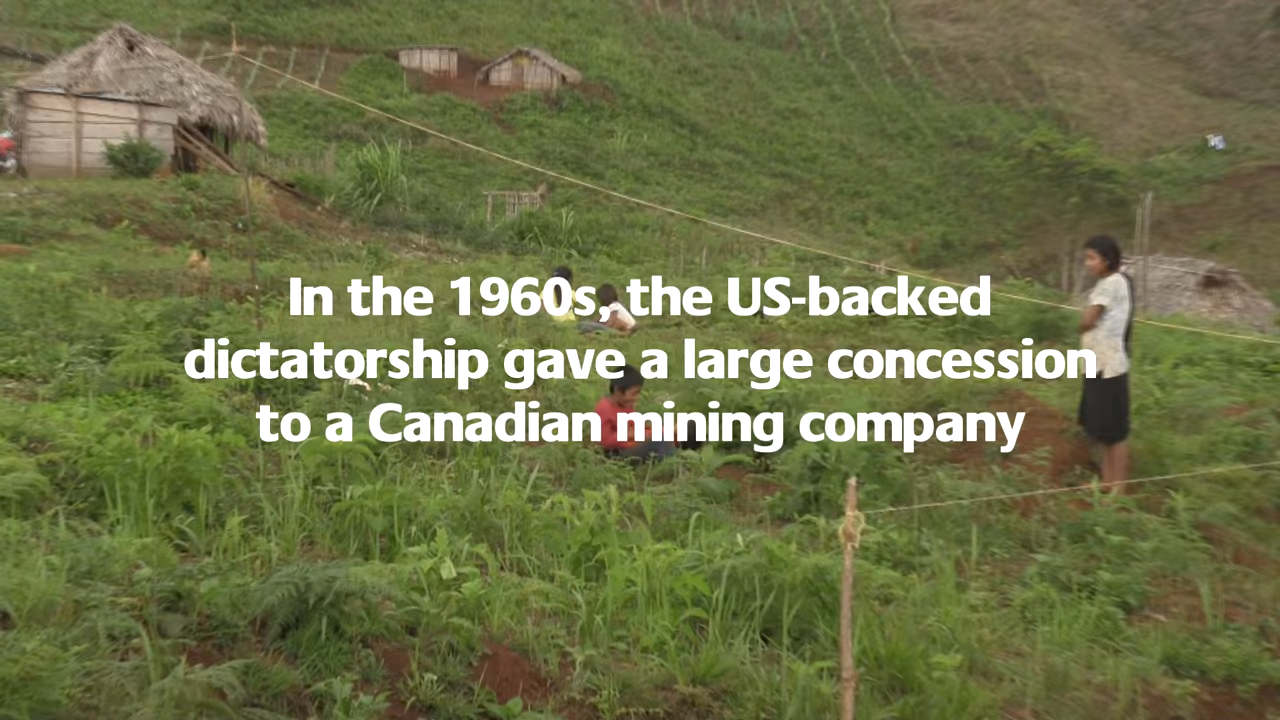 In the 1960s, the US-backed
dictatorship gave a large concession
to a Canadian mining company